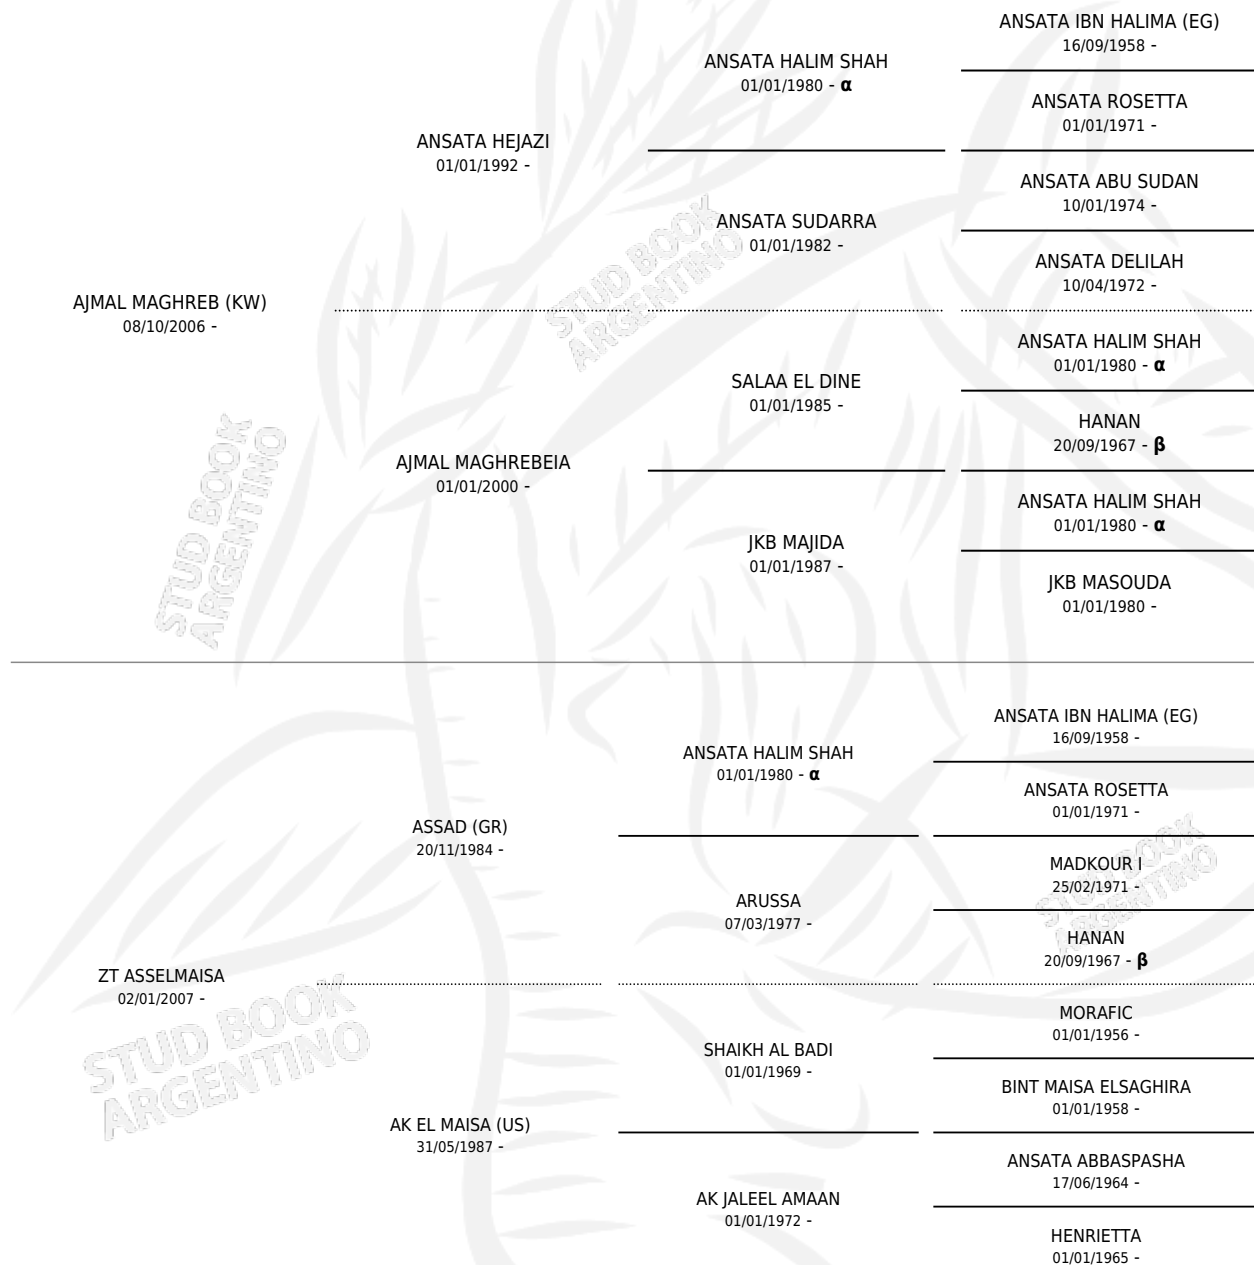 ANSATA IBN HALIMA (EG)
16/09/1958 -
ANSATA HALIM SHAH
01/01/1980 - α
ANSATA ROSETTA
01/01/1971 -
ANSATA HEJAZI
01/01/1992 -
ANSATA ABU SUDAN
10/01/1974 -
ANSATA SUDARRA
01/01/1982 -
ANSATA DELILAH
10/04/1972 -
AJMAL MAGHREB (KW)
08/10/2006 -
ANSATA HALIM SHAH
01/01/1980 - α
SALAA EL DINE
01/01/1985 -
HANAN
20/09/1967 - β
AJMAL MAGHREBEIA
01/01/2000 -
ANSATA HALIM SHAH
01/01/1980 - α
JKB MAJIDA
01/01/1987 -
JKB MASOUDA
01/01/1980 -
ANSATA IBN HALIMA (EG)
16/09/1958 -
ANSATA HALIM SHAH
01/01/1980 - α
ANSATA ROSETTA
01/01/1971 -
ASSAD (GR)
20/11/1984 -
MADKOUR I
25/02/1971 -
ARUSSA
07/03/1977 -
HANAN
20/09/1967 - β
ZT ASSELMAISA
02/01/2007 -
MORAFIC
01/01/1956 -
SHAIKH AL BADI
01/01/1969 -
BINT MAISA ELSAGHIRA
01/01/1958 -
AK EL MAISA (US)
31/05/1987 -
ANSATA ABBASPASHA
17/06/1964 -
AK JALEEL AMAAN
01/01/1972 -
HENRIETTA
01/01/1965 -
STUD BOOK
ARGENTINO
STUD BOOK
ARGENTINO
STUD BOOK
ARGENTINO
STUD BOOK
ARGENTINO